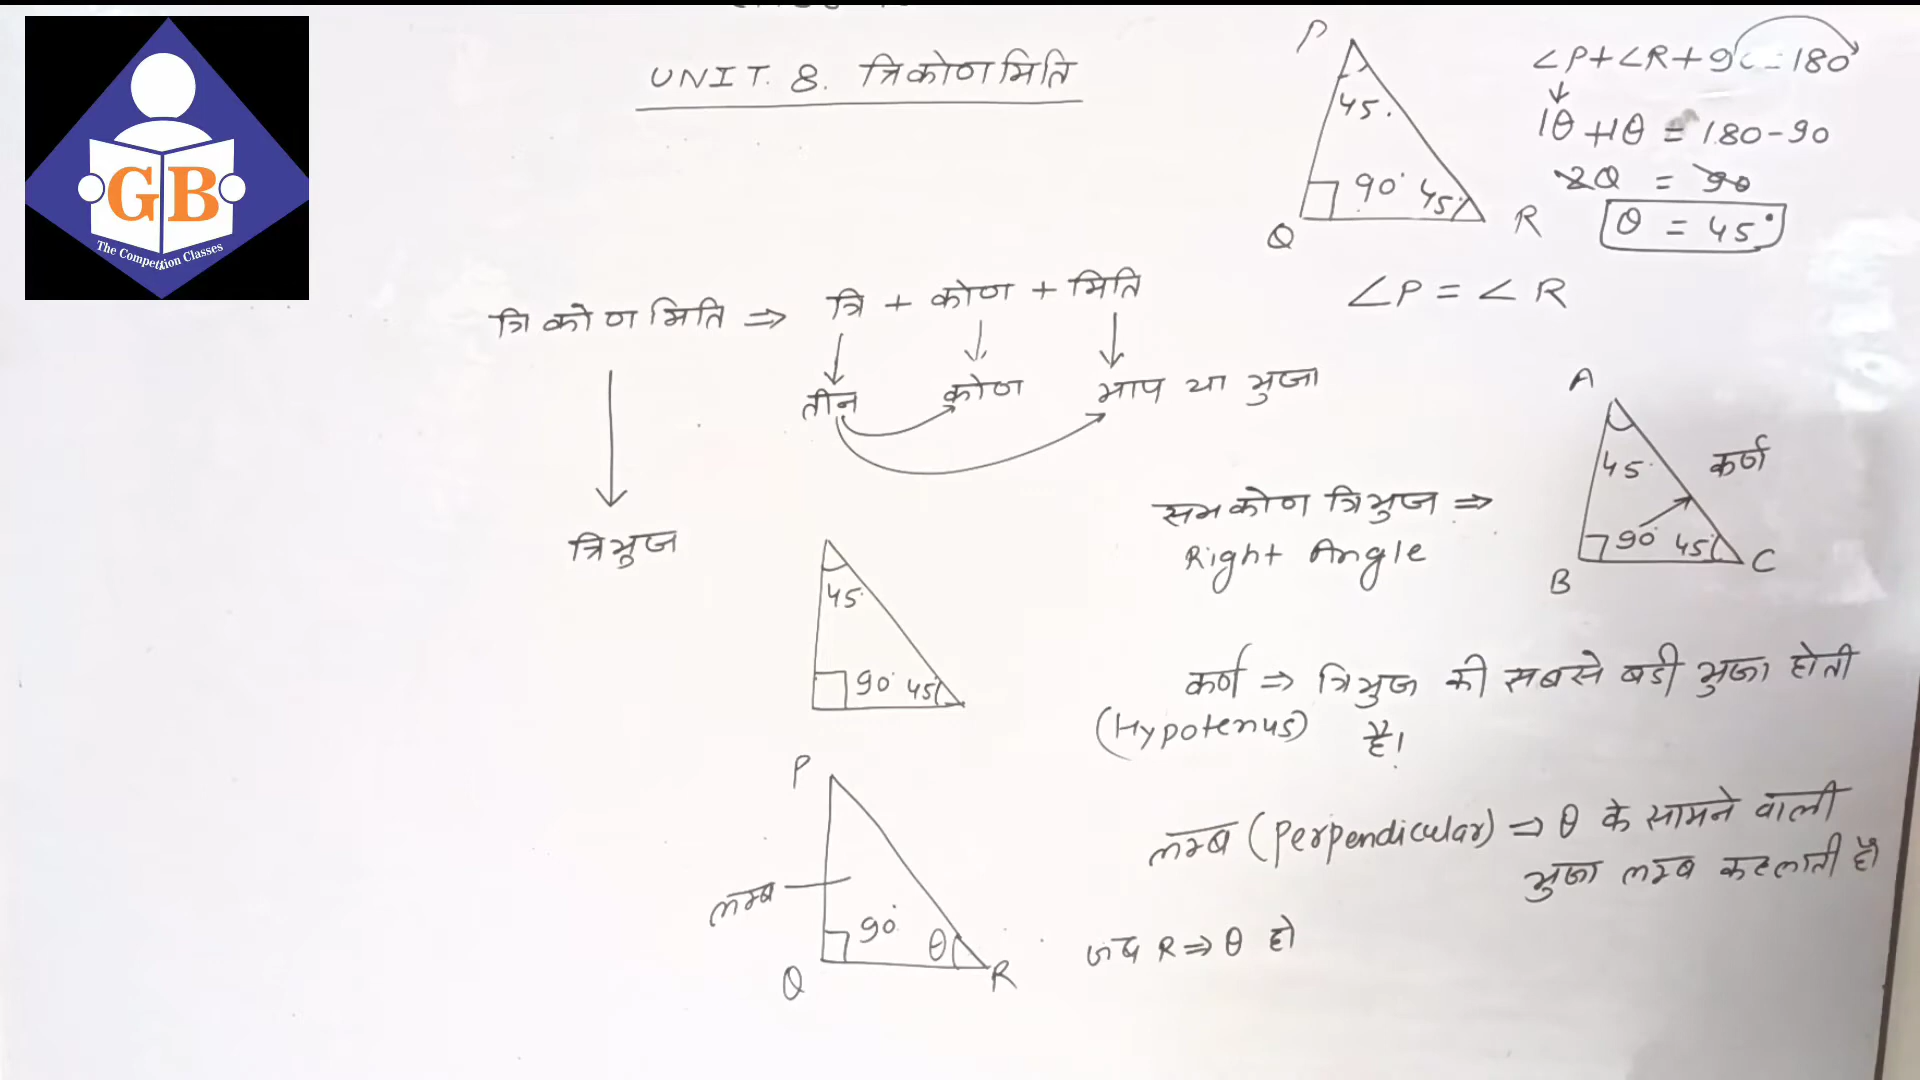 GB
The Competition Classes
UNIT. 8. त्रिकोणमिति
P
45.
90° 45
Q
R
∠P+∠R+90=180
1θ+1θ = 180-90
2θ = 90
θ = 45°
∠P = ∠R
त्रिकोणमिति ⇒ त्रि + कोण + मिति
तीन कोण माप या भुजा
त्रिभुज
45
90° 45
समकोण त्रिभुज ⇒
Right Angle
A
45
कर्ण
90° 45
B
C
कर्ण ⇒ त्रिभुज की सबसे बडी भुजा होती
(Hypotenus) है।
P
लम्ब
90°
θ
Q
R
लम्ब (Perpendicular) ⇒ θ के सामने वाली
भुजा लम्ब कहलाती है
जब R ⇒ θ हो